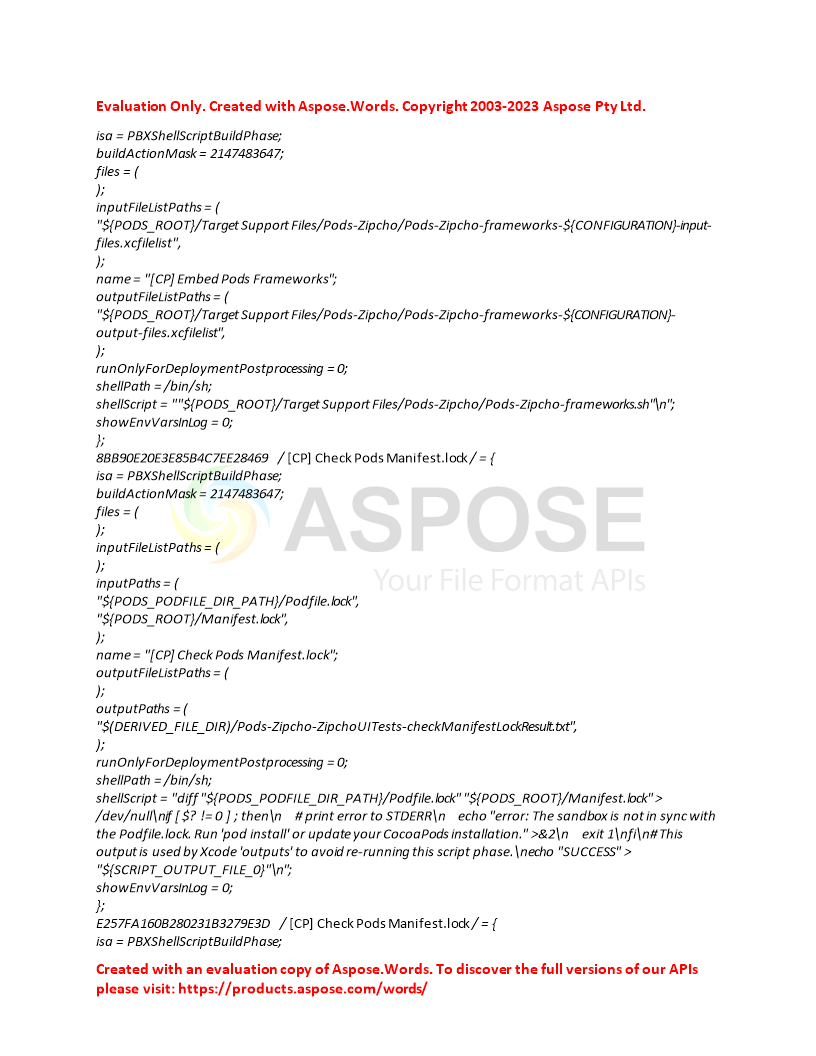 Evaluation Only. Created with Aspose.Words. Copyright 2003-2023 Aspose Pty Ltd.
isa = PBXShellScriptBuildPhase;
buildActionMask = 2147483647;
files = (
);
inputFileListPaths = (
"${PODS_ROOT}/Target Support Files/Pods-Zipcho/Pods-Zipcho-frameworks-${CONFIGURATION}-input-
files.xcfilelist",
);
name = "[CP] Embed Pods Frameworks";
outputFileListPaths = (
"${PODS_ROOT}/Target Support Files/Pods-Zipcho/Pods-Zipcho-frameworks-${CONFIGURATION}-
output-files.xcfilelist",
);
runOnlyForDeploymentPostprocessing = 0;
shellPath = /bin/sh;
shellScript = ""${PODS_ROOT}/Target Support Files/Pods-Zipcho/Pods-Zipcho-frameworks.sh"\n";
showEnvVarsInLog = 0;
};
8BB90E20E3E85B4C7EE28469 / [CP] Check Pods Manifest.lock / = {
isa = PBXShellScriptBuildPhase;
buildActionMask = 2147483647;
files = (
);
inputFileListPaths = (
);
inputPaths = (
"${PODS_PODFILE_DIR_PATH}/Podfile.lock",
"${PODS_ROOT}/Manifest.lock",
);
name = "[CP] Check Pods Manifest.lock";
outputFileListPaths = (
);
outputPaths = (
"$(DERIVED_FILE_DIR)/Pods-Zipcho-ZipchoUITests-checkManifestLockResult.txt",
);
runOnlyForDeploymentPostprocessing = 0;
shellPath = /bin/sh;
shellScript = "diff "${PODS_PODFILE_DIR_PATH}/Podfile.lock" "${PODS_ROOT}/Manifest.lock" >
/dev/null\nif [ $? != 0 ] ; then\n    # print error to STDERR\n    echo "error: The sandbox is not in sync with
the Podfile.lock. Run 'pod install' or update your CocoaPods installation." >&2\n    exit 1\nfi\n# This
output is used by Xcode 'outputs' to avoid re-running this script phase.\necho "SUCCESS" >
"${SCRIPT_OUTPUT_FILE_0}"\n";
showEnvVarsInLog = 0;
};
E257FA160B280231B3279E3D / [CP] Check Pods Manifest.lock / = {
isa = PBXShellScriptBuildPhase;
ASPOSE
Your File Format APIs
Created with an evaluation copy of Aspose.Words. To discover the full versions of our APIs
please visit: https://products.aspose.com/words/